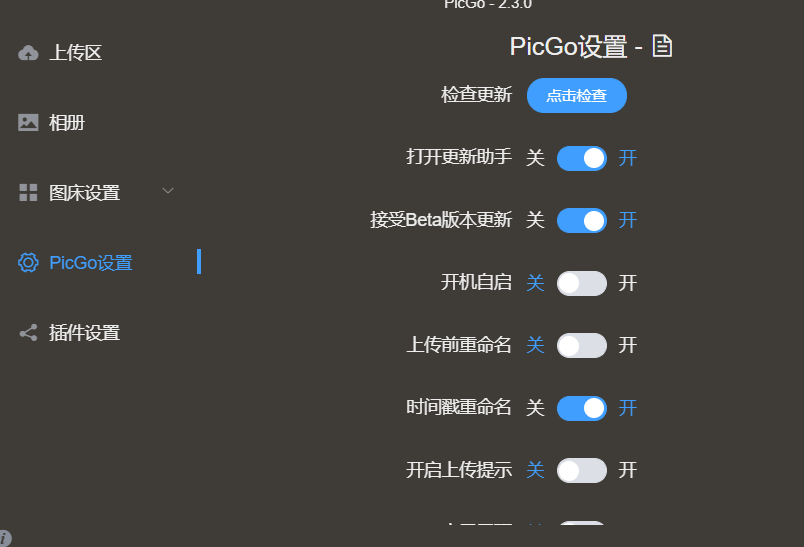 PicGo - 2.3.0
上传区
相册
图床设置
PicGo设置
插件设置
PicGo设置 -
检查更新 点击检查
打开更新助手 关 开
接受Beta版本更新 关 开
开机自启 关 开
上传前重命名 关 开
时间戳重命名 关 开
开启上传提示 关 开